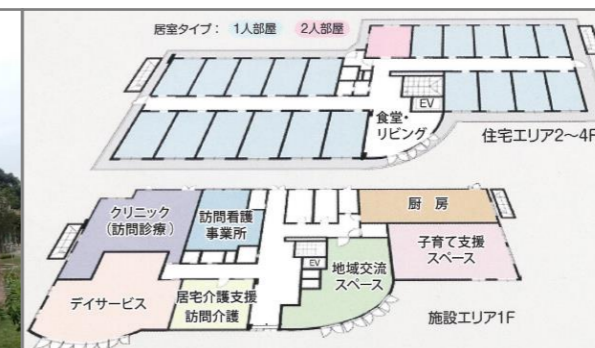 居室タイプ： 1人部屋 2人部屋
EV
食堂・
リビング
住宅エリア2～4F
クリニック
（訪問診療）
訪問看護
事業所
厨 房
子育て支援
スペース
EV
地域交流
スペース
デイサービス
居宅介護支援
訪問介護
施設エリア1F